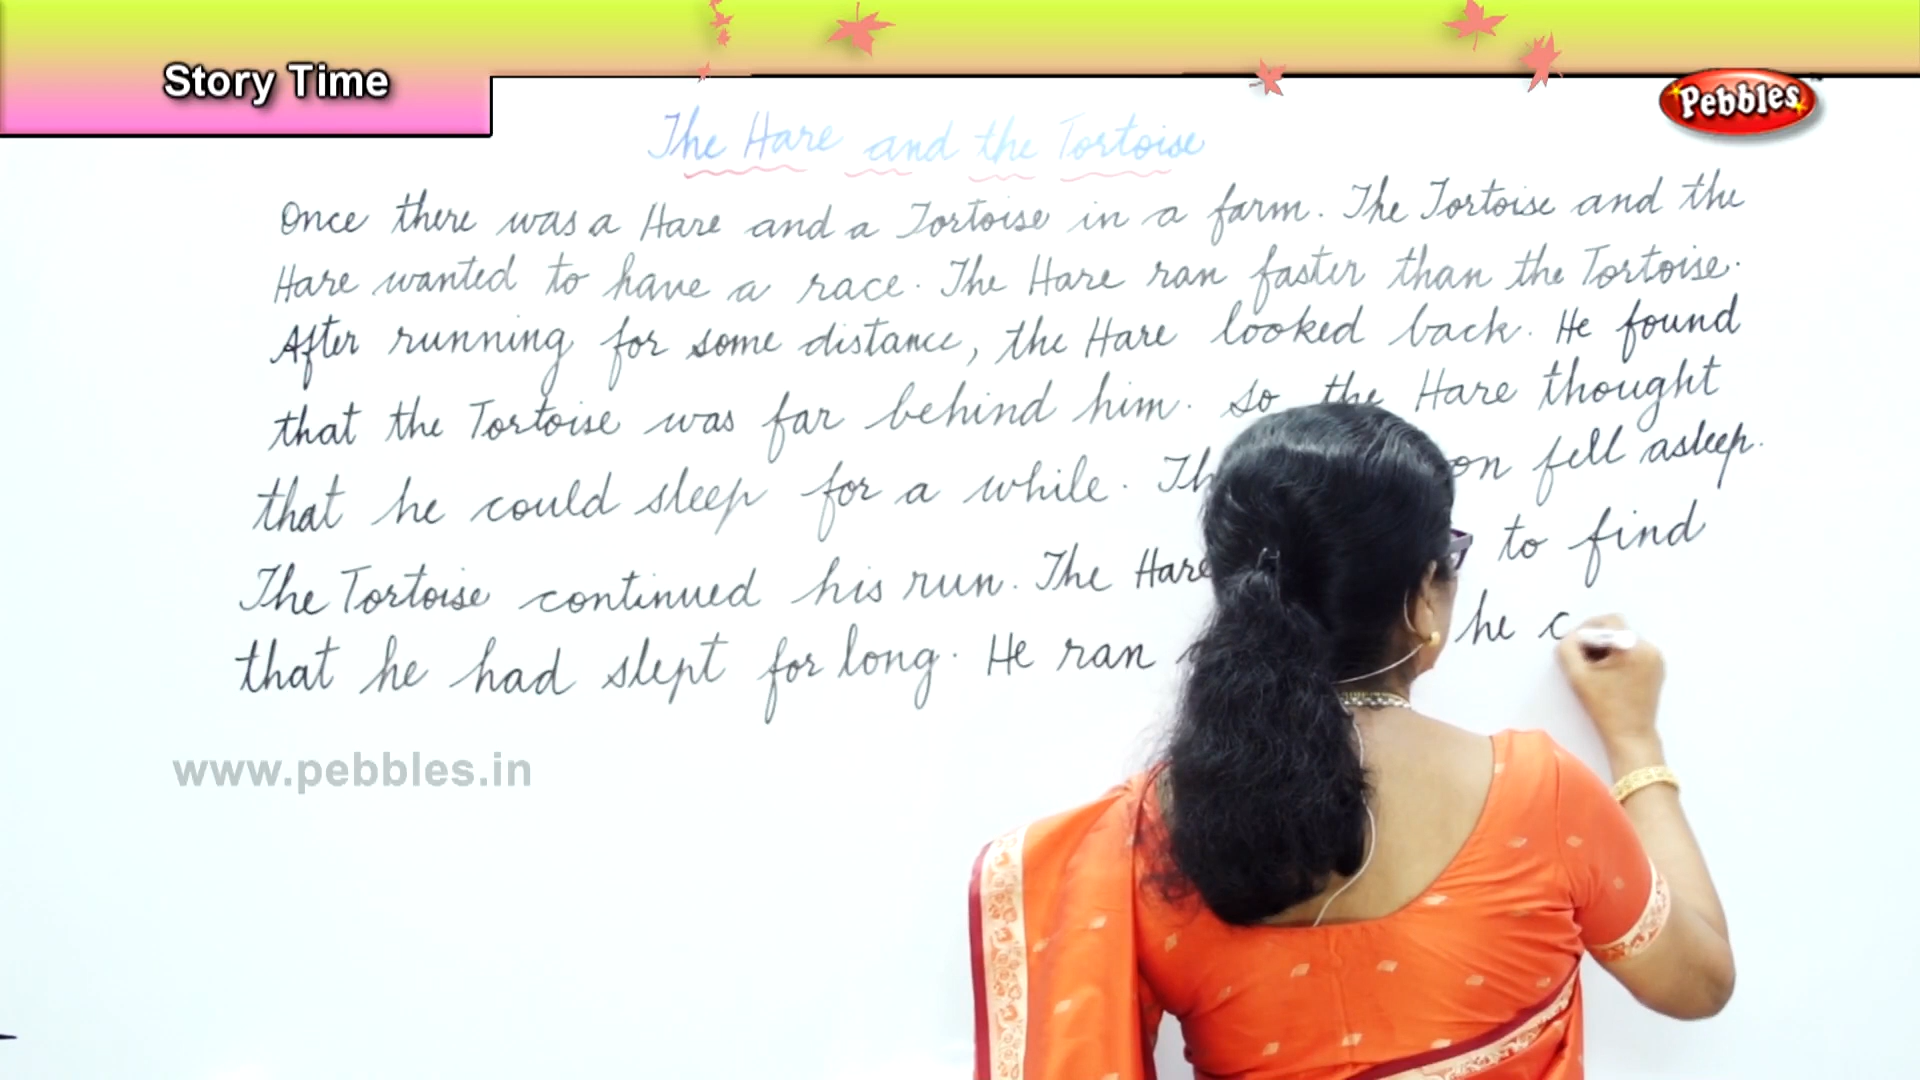 Story Time
Pebbles
The Hare and the Tortoise
Once there was a Hare and a Tortoise in a farm. The Tortoise and the
Hare wanted to have a race. The Hare ran faster than the Tortoise.
After running for some distance, the Hare looked back. He found
that the Tortoise was far behind him. So the Hare thought
that he could sleep for a while. fell asleep.
The Tortoise continued his run. The Hare to find
that he had slept for long. He ran he
www.pebbles.in